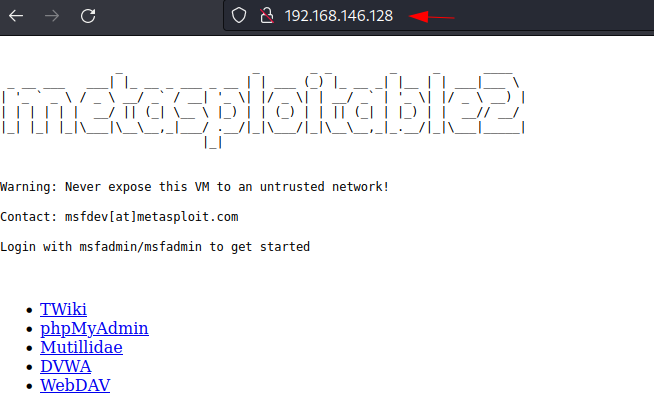 192.168.146.128
metasploitable2
Warning: Never expose this VM to an untrusted network!
Contact: msfdev[at]metasploit.com
Login with msfadmin/msfadmin to get started
TWiki
phpMyAdmin
Mutillidae
DVWA
WebDAV